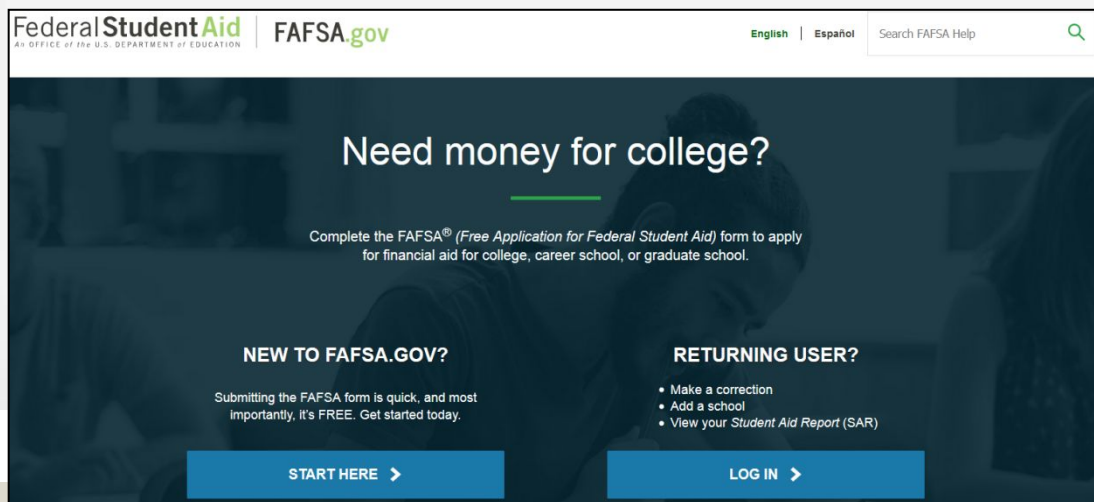 Federal Student Aid
An OFFICE of the U.S. DEPARTMENT of EDUCATION
FAFSA.gov
English | Español
Search FAFSA Help
Need money for college?
Complete the FAFSA® (Free Application for Federal Student Aid) form to apply
for financial aid for college, career school, or graduate school.
NEW TO FAFSA.GOV?
Submitting the FAFSA form is quick, and most
importantly, it's FREE. Get started today.
START HERE
RETURNING USER?
• Make a correction
• Add a school
• View your Student Aid Report (SAR)
LOG IN